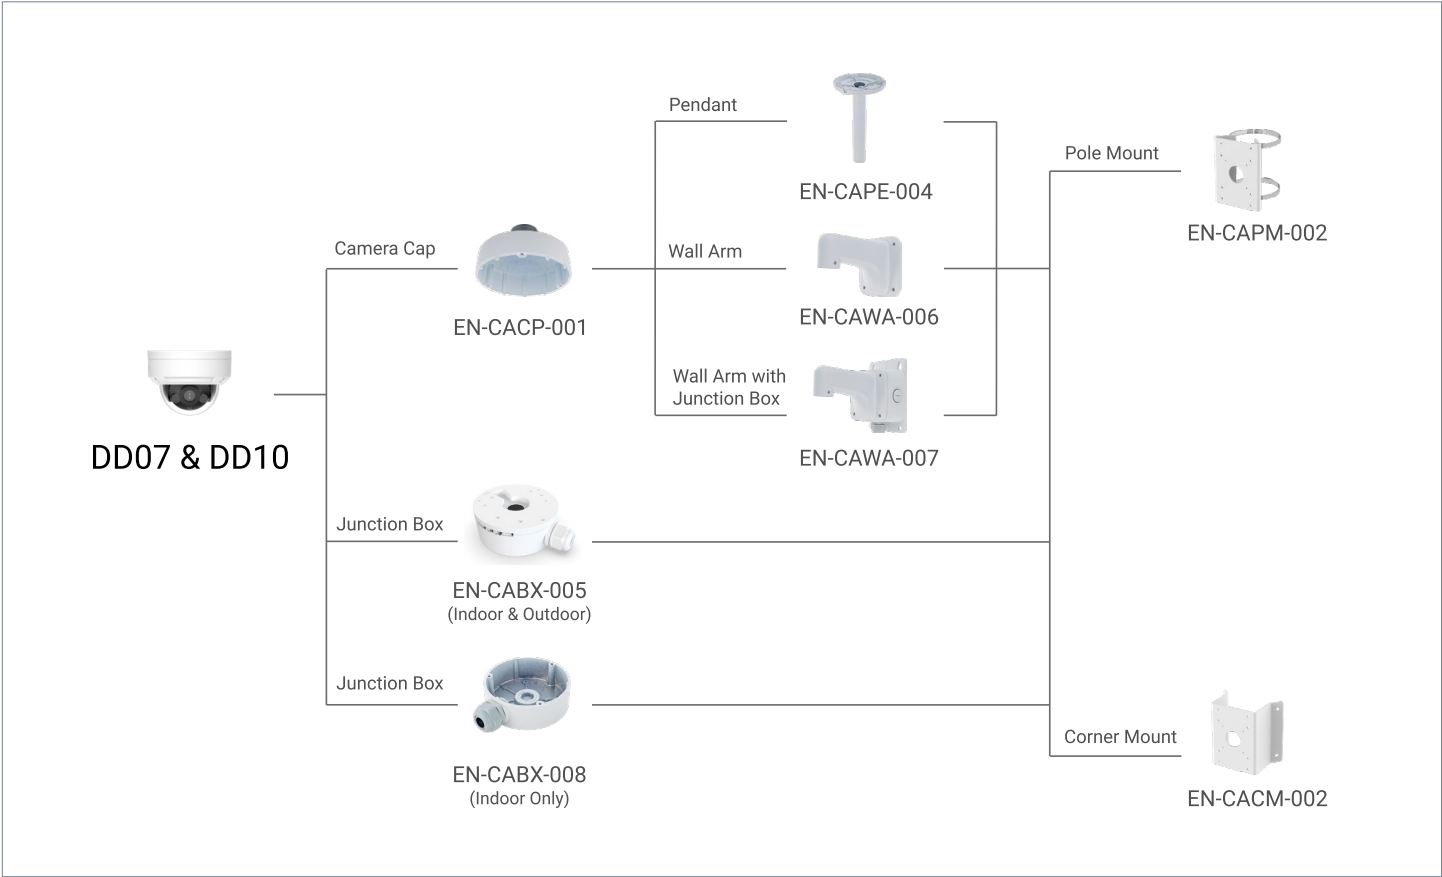 Pendant
EN-CAPE-004
Pole Mount
EN-CAPM-002
Camera Cap
EN-CACP-001
Wall Arm
EN-CAWA-006
Wall Arm with
Junction Box
EN-CAWA-007
DD07 & DD10
Junction Box
EN-CABX-005
(Indoor & Outdoor)
Junction Box
EN-CABX-008
(Indoor Only)
Corner Mount
EN-CACM-002